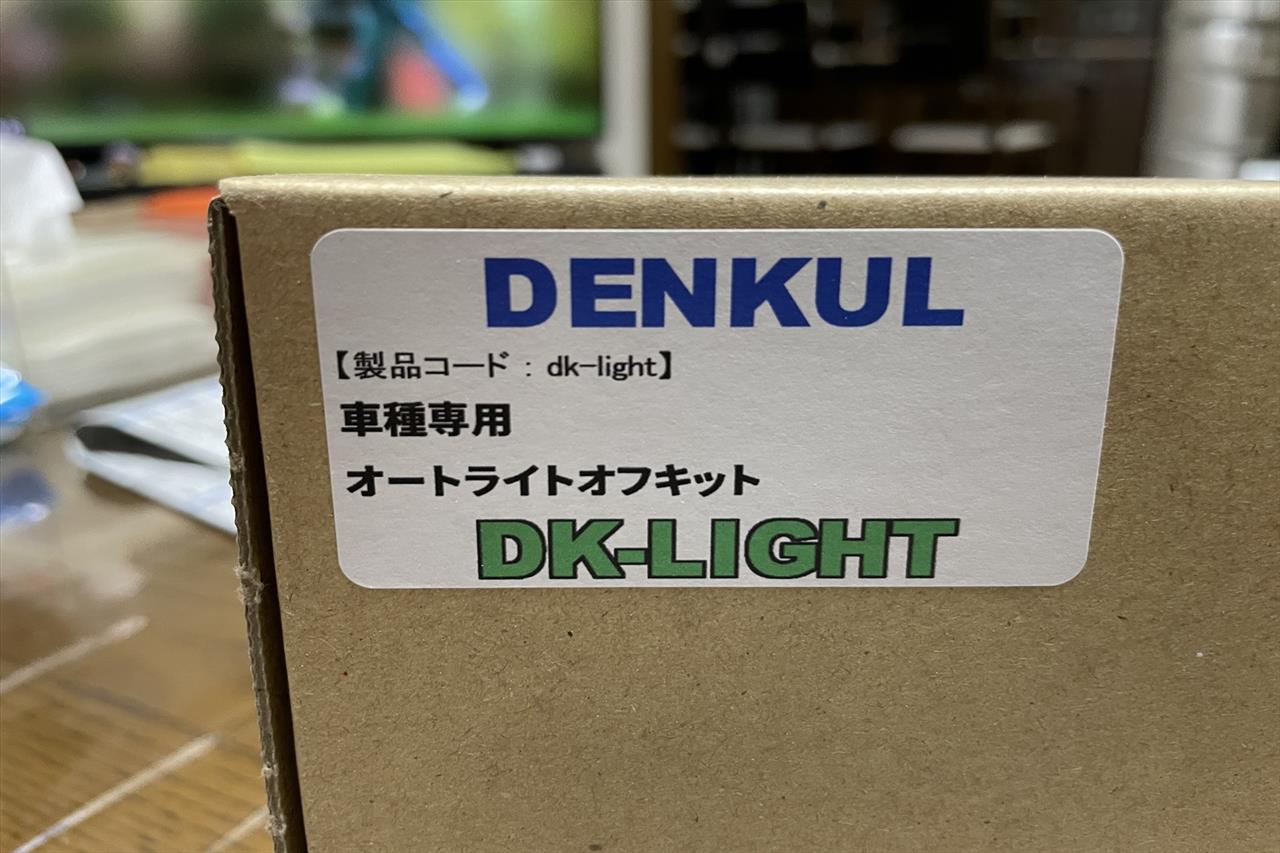 DENKUL
【製品コード : dk-light】
車種専用
オートライトオフキット
DK-LIGHT